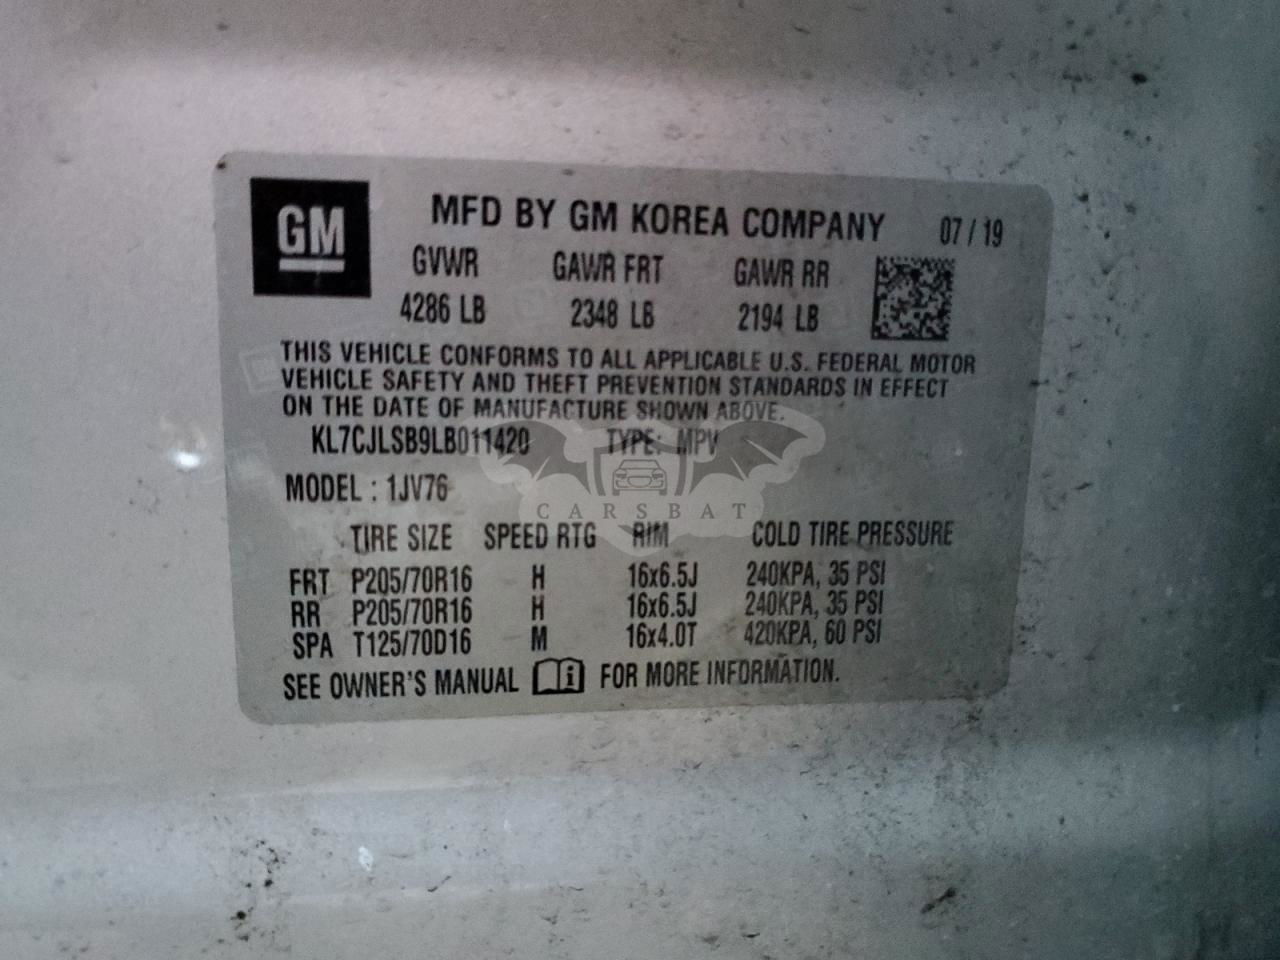 GM
MFD BY GM KOREA COMPANY 07 / 19
GVWR GAWR FRT GAWR RR
4286 LB 2348 LB 2194 LB
THIS VEHICLE CONFORMS TO ALL APPLICABLE U.S. FEDERAL MOTOR
VEHICLE SAFETY AND THEFT PREVENTION STANDARDS IN EFFECT
ON THE DATE OF MANUFACTURE SHOWN ABOVE.
KL7CJLSB9LB011420 TYPE: MPV
MODEL : 1JV76
CARSBAT
TIRE SIZE SPEED RTG RIM COLD TIRE PRESSURE
FRT P205/70R16 H 16x6.5J 240KPA, 35 PSI
RR P205/70R16 H 16x6.5J 240KPA, 35 PSI
SPA T125/70D16 M 16x4.0T 420KPA, 60 PSI
SEE OWNER'S MANUAL i FOR MORE INFORMATION.